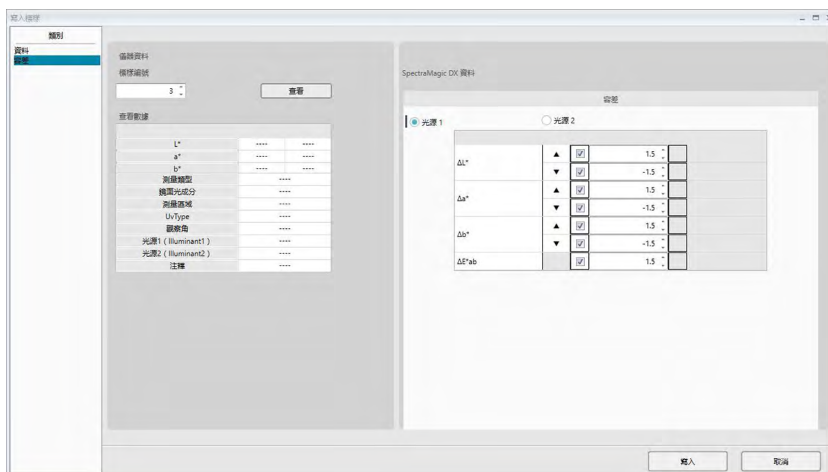 寫入標樣
類別
資料
容差
儀器資料
標樣編號
3
查看
查看數據
L* ---- ----
a* ---- ----
b* ---- ----
測量類型 ----
鏡面光成分 ----
測量區域 ----
UvType ----
觀察角 ----
光源1（Illuminant1） ----
光源2（Illuminant2） ----
注釋 ----
SpectraMagic DX 資料
容差
光源 1 光源 2
ΔL* ▲ 1.5
▼ -1.5
Δa* ▲ 1.5
▼ -1.5
Δb* ▲ 1.5
▼ -1.5
ΔE*ab 1.5
寫入 取消